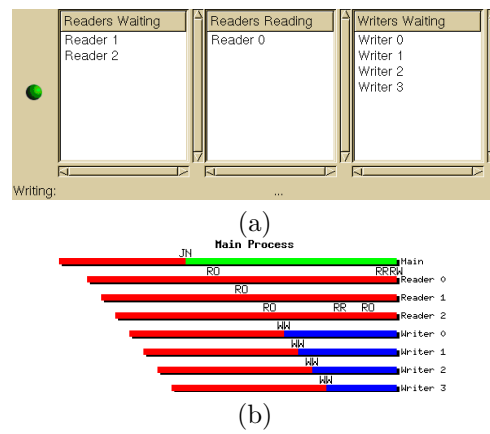 Readers Waiting Readers Reading Writers Waiting
Reader 1 Reader 0 Writer 0
Reader 2 Writer 1
Writer 2
Writer 3
Writing: ...
(a)
Main Process
JN
Main
RO RRRW
Reader 0
RO
Reader 1
RO RR RO
Reader 2
WW
Writer 0
WW
Writer 1
WW
Writer 2
WW
Writer 3
(b)